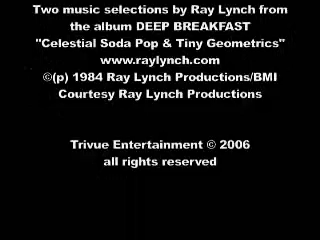 Two music selections by Ray Lynch from
the album DEEP BREAKFAST
"Celestial Soda Pop & Tiny Geometrics"
www.raylynch.com
©(p) 1984 Ray Lynch Productions/BMI
Courtesy Ray Lynch Productions
Trivue Entertainment © 2006
all rights reserved